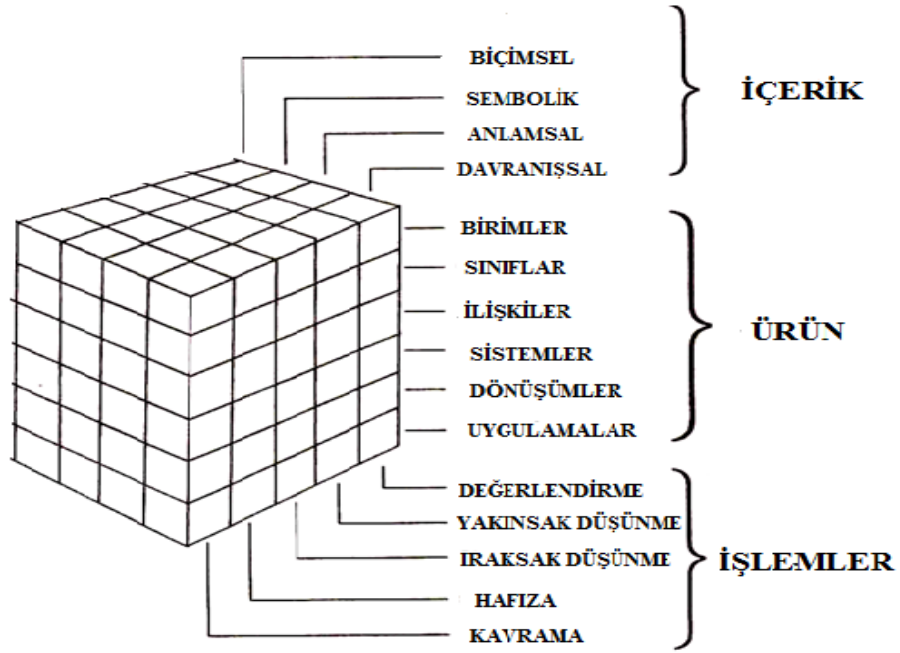 BİÇİMSEL
SEMBOLİK
ANLAMSAL
DAVRANIŞSAL
İÇERİK
BİRİMLER
SINIFLAR
İLİŞKİLER
SİSTEMLER
DÖNÜŞÜMLER
UYGULAMALAR
ÜRÜN
DEĞERLENDİRME
YAKINSAK DÜŞÜNME
IRAKSAK DÜŞÜNME
HAFIZA
KAVRAMA
İŞLEMLER